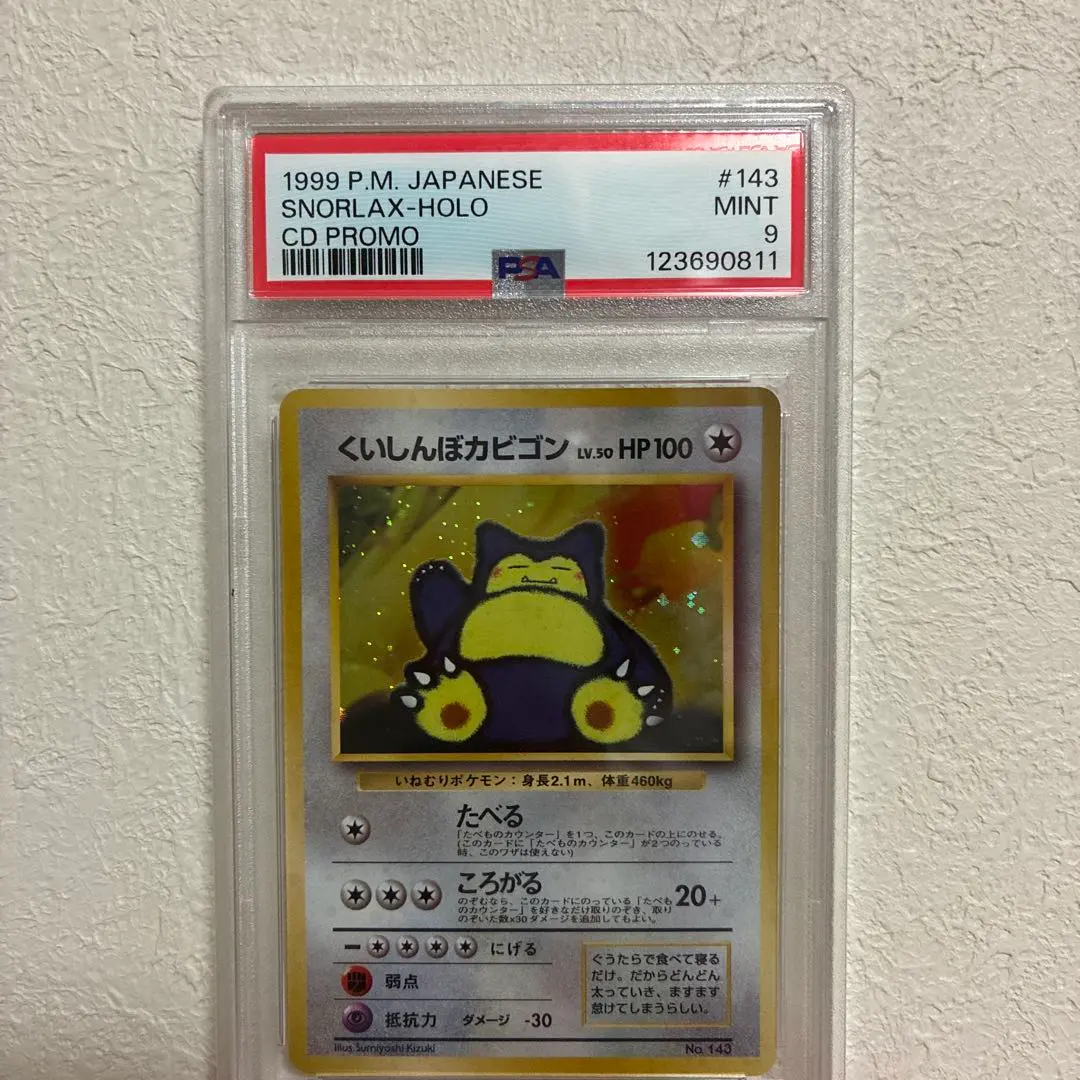 1999 P.M. JAPANESE #143
SNORLAX-HOLO MINT
CD PROMO 9
PSA 123690811
くいしんぼカビゴン LV.50 HP100
いねむりポケモン：身長2.1m、体重460kg
たべる
「たべものカウンター」を1つ、このカードの上にのせる。
(このカードに「たべものカウンター」が2つのっている
時、このワザは使えない)
ころがる 20+
のぞむなら、このカードにのっている「たべも
のカウンター」を好きなだけ取りのぞき、取り
のぞいた数×30ダメージを追加してもよい。
にげる
弱点
抵抗力 ダメージ -30
ぐうたらで食べて寝る
だけ。だからどんどん
太っていき、ますます
怠けてしまうらしい。
Illus. Sumiyoshi Kizuki No. 143